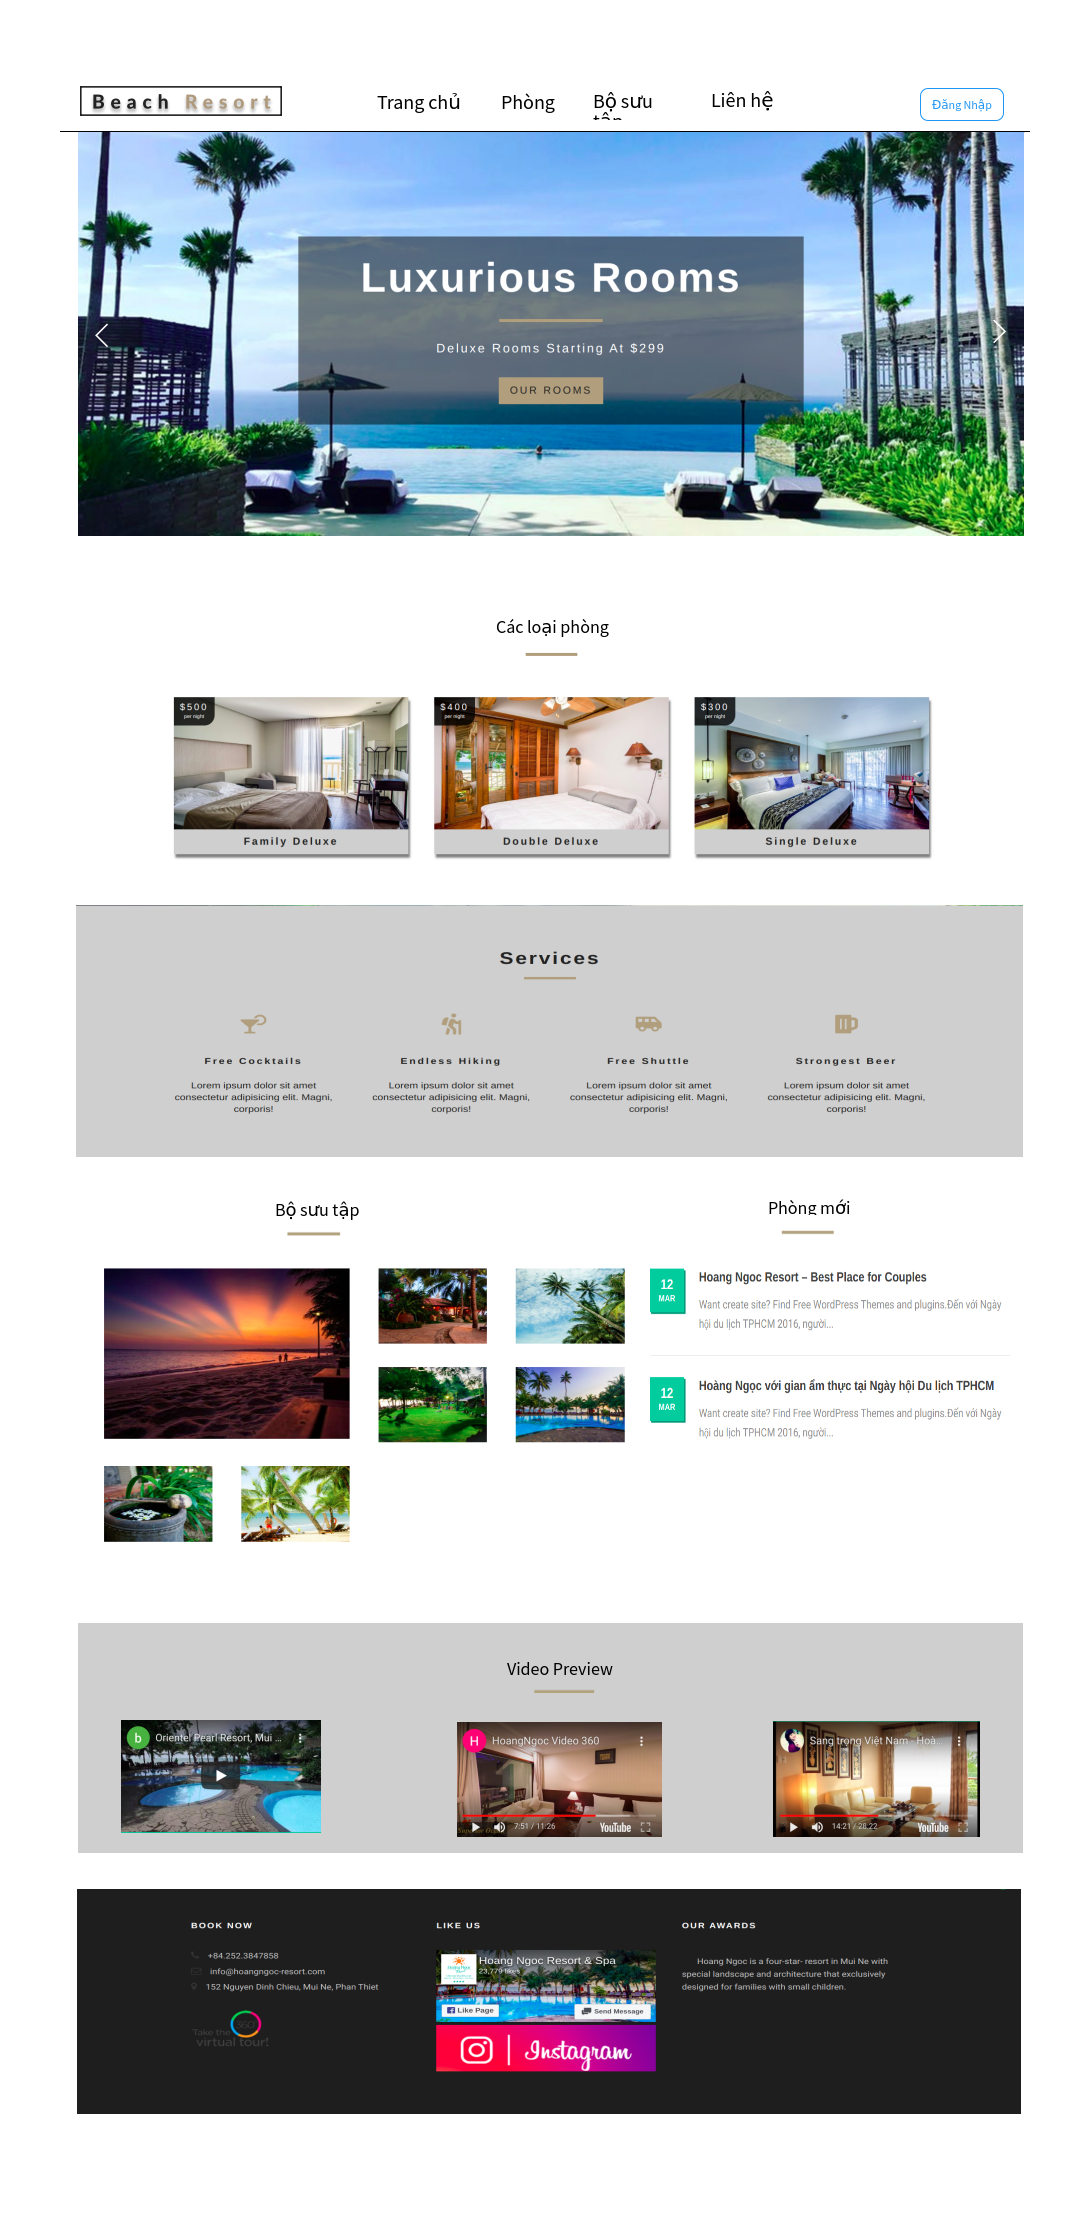 Beach Resort
Trang chủ
Phòng
Bộ sưu
tập
Liên hệ
Đăng Nhập
Luxurious Rooms
Deluxe Rooms Starting At $299
OUR ROOMS
Các loại phòng
$500
per night
Family Deluxe
$400
per night
Double Deluxe
$300
per night
Single Deluxe
Services
Free Cocktails
Lorem ipsum dolor sit amet
consectetur adipisicing elit. Magni,
corporis!
Endless Hiking
Lorem ipsum dolor sit amet
consectetur adipisicing elit. Magni,
corporis!
Free Shuttle
Lorem ipsum dolor sit amet
consectetur adipisicing elit. Magni,
corporis!
Strongest Beer
Lorem ipsum dolor sit amet
consectetur adipisicing elit. Magni,
corporis!
Bộ sưu tập
Phòng mới
12
MAR
Hoang Ngoc Resort – Best Place for Couples
Want create site? Find Free WordPress Themes and plugins.Đến với Ngày
hội du lịch TPHCM 2016, người...
12
MAR
Hoàng Ngọc với gian ẩm thực tại Ngày hội Du lịch TPHCM
Want create site? Find Free WordPress Themes and plugins.Đến với Ngày
hội du lịch TPHCM 2016, người...
Video Preview
b
Oriental Pearl Resort, Mui ...
H
HoangNgoc Video 360
7:51 / 11:26
YouTube
Sang trọng Việt Nam - Hoà...
14:21 / 28:22
YouTube
BOOK NOW
+84.252.3847858
info@hoangngoc-resort.com
152 Nguyen Dinh Chieu, Mui Ne, Phan Thiet
Take the 360°
virtual tour!
LIKE US
Hoang Ngoc Resort & Spa
23,779 likes
Like Page
Send Message
Instagram
OUR AWARDS
Hoang Ngoc is a four-star- resort in Mui Ne with
special landscape and architecture that exclusively
designed for families with small children.